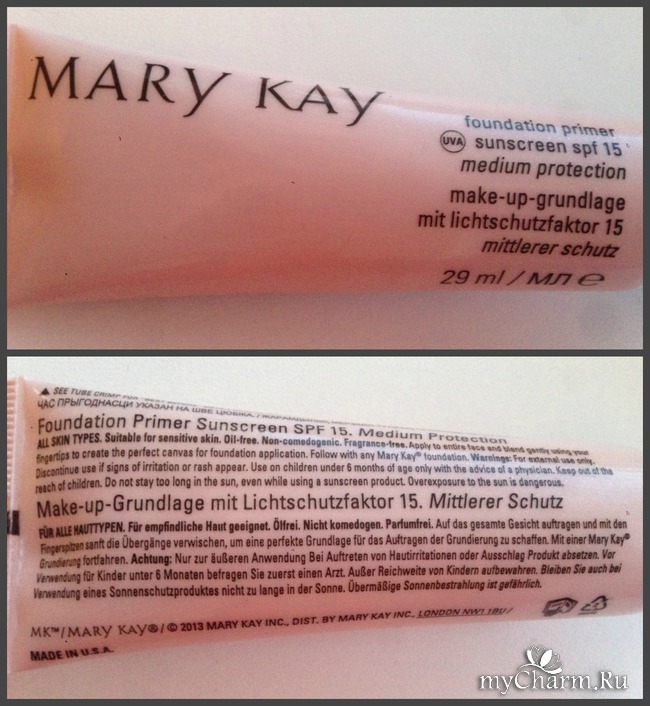 MARY KAY
foundation primer
UVA sunscreen spf 15
medium protection
make-up-grundlage
mit lichtschutzfaktor 15
mittlerer schutz
29 ml / МЛ e
▲ SEE TUBE CRIMP FOR
ЧАС ПРЫГОДНАСЦІ УКАЗАН НА ШВЕ ЦЮБИКА /
Foundation Primer Sunscreen SPF 15. Medium Protection
ALL SKIN TYPES. Suitable for sensitive skin. Oil-free. Non-comedogenic. Fragrance-free. Apply to entire face and blend gently using your
fingertips to create the perfect canvas for foundation application. Follow with any Mary Kay® foundation. Warnings: For external use only.
Discontinue use if signs of irritation or rash appear. Use on children under 6 months of age only with the advice of a physician. Keep out of the
reach of children. Do not stay too long in the sun, even while using a sunscreen product. Overexposure to the sun is dangerous.
Make-up-Grundlage mit Lichtschutzfaktor 15. Mittlerer Schutz
FÜR ALLE HAUTTYPEN. Für empfindliche Haut geeignet. Ölfrei. Nicht komedogen. Parfumfrei. Auf das gesamte Gesicht auftragen und mit den
Fingerspitzen sanft die Übergänge verwischen, um eine perfekte Grundlage für das Auftragen der Grundierung zu schaffen. Mit einer Mary Kay®
Grundierung fortfahren. Achtung: Nur zur äußeren Anwendung Bei Auftreten von Hautirritationen oder Ausschlag Produkt absetzen. Vor
Verwendung für Kinder unter 6 Monaten befragen Sie zuerst einen Arzt. Außer Reichweite von Kindern aufbewahren. Bleiben Sie auch bei
Verwendung eines Sonnenschutzproduktes nicht zu lange in der Sonne. Übermäßige Sonnenbestrahlung ist gefährlich.
MK™/MARY KAY®/© 2013 MARY KAY INC., DIST. BY MARY KAY INC., LONDON NW1 1BU/
MADE IN U.S.A.
myCharm.Ru